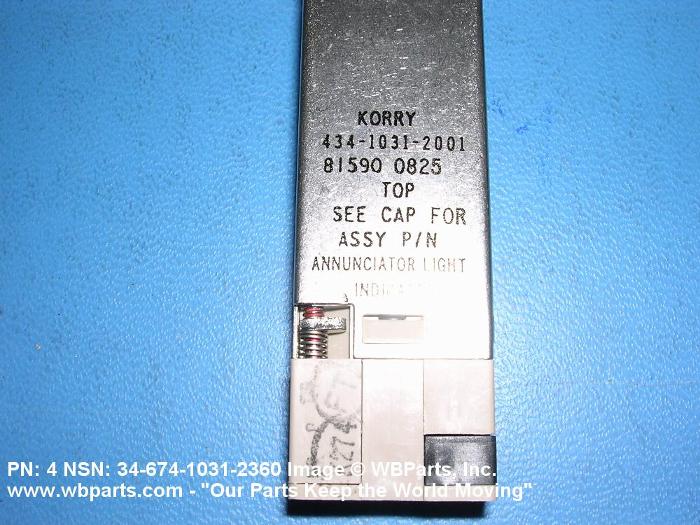 KORRY
434-1031-2001
81590 0825
TOP
SEE CAP FOR
ASSY P/N
ANNUNCIATOR LIGHT
PN: 4 NSN: 34-674-1031-2360 Image © WBParts, Inc.
www.wbparts.com - "Our Parts Keep the World Moving"